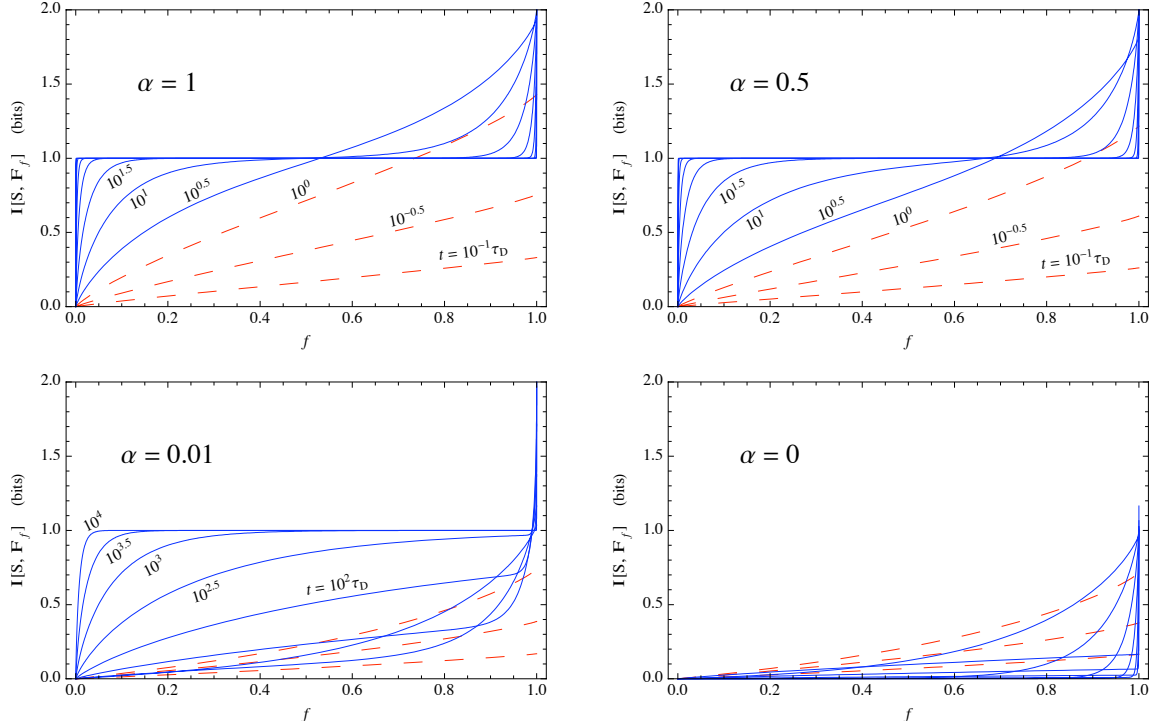 2.0
1.5
1.0
0.5
0.0
I[S, F_f] (bits)
α = 1
10^1.5
10^1
10^0.5
10^0
10^−0.5
t = 10^−1 τ_D
0.0 0.2 0.4 0.6 0.8 1.0
f
2.0
1.5
1.0
0.5
0.0
I[S, F_f] (bits)
α = 0.5
10^1.5
10^1
10^0.5
10^0
10^−0.5
t = 10^−1 τ_D
0.0 0.2 0.4 0.6 0.8 1.0
f
2.0
1.5
1.0
0.5
0.0
I[S, F_f] (bits)
α = 0.01
10^4
10^3.5
10^3
10^2.5
t = 10^2 τ_D
0.0 0.2 0.4 0.6 0.8 1.0
f
2.0
1.5
1.0
0.5
0.0
I[S, F_f] (bits)
α = 0
0.0 0.2 0.4 0.6 0.8 1.0
f